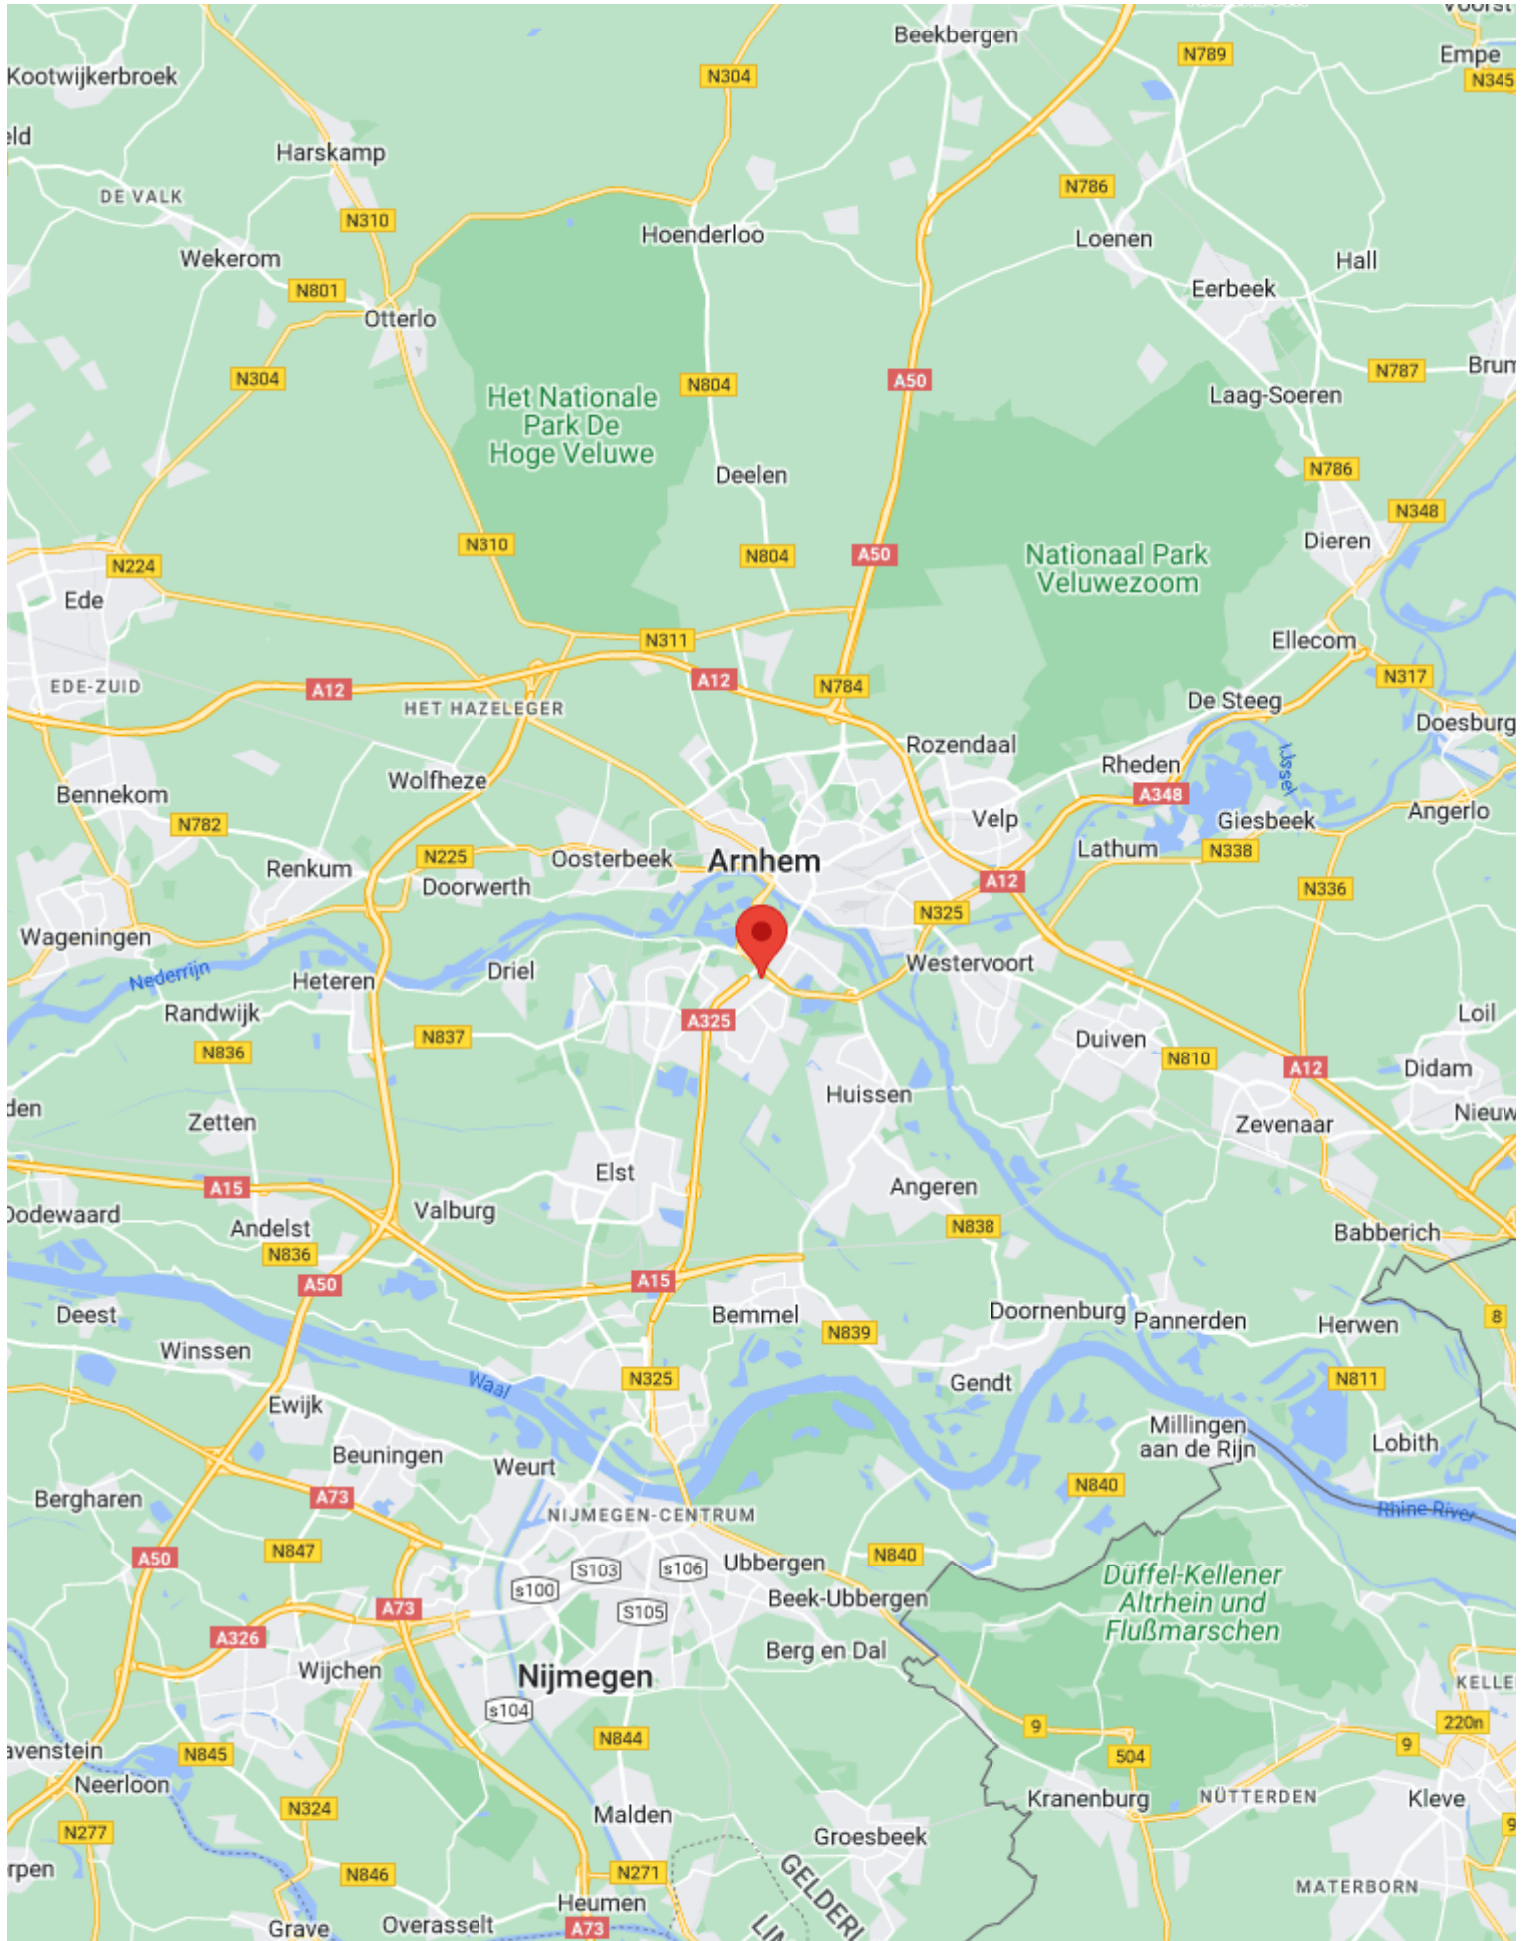 Beekbergen
N789
Empe
N345
Kootwijkerbroek
N304
Harskamp
DE VALK
N786
N310
Hoenderloo
Loenen
Wekerom
Hall
N801
Eerbeek
Otterlo
N304
Het Nationale
Park De
Hoge Veluwe
N804
A50
N787
Laag-Soeren
Deelen
N786
N348
N310
N804
A50
Nationaal Park
Veluwezoom
Dieren
N224
Ede
N311
Ellecom
EDE-ZUID
A12
A12
N784
N317
HET HAZELEGER
De Steeg
Doesburg
Rozendaal
Rheden
IJssel
Wolfheze
Bennekom
A348
Velp
Giesbeek
Angerlo
N782
Lathum
N338
Renkum
N225
Oosterbeek
Arnhem
Doorwerth
A12
N336
N325
Wageningen
Nederrijn
Heteren
Driel
Westervoort
Randwijk
A325
Loil
N836
N837
Duiven
N810
A12
Didam
Huissen
Zetten
Zevenaar
Elst
A15
Angeren
Valburg
Andelst
N838
Babberich
N836
A50
A15
Deest
Bemmel
Doornenburg
Pannerden
8
Winssen
N839
Herwen
Waal
N325
Gendt
N811
Ewijk
Millingen
aan de Rijn
Beuningen
Weurt
Lobith
Bergharen
A73
N840
NIJMEGEN-CENTRUM
Rhine River
N847
A50
N840
Ubbergen
S103
s106
s100
Düffel-Kellener
Altrhein und
Flußmarschen
Beek-Ubbergen
A73
S105
A326
Berg en Dal
Wijchen
Nijmegen
s104
9
220n
N844
9
N845
504
Neerloon
Kranenburg
NÜTTERDEN
Kleve
N324
Malden
N277
Groesbeek
N846
N271
MATERBORN
Heumen
Grave
Overasselt
A73